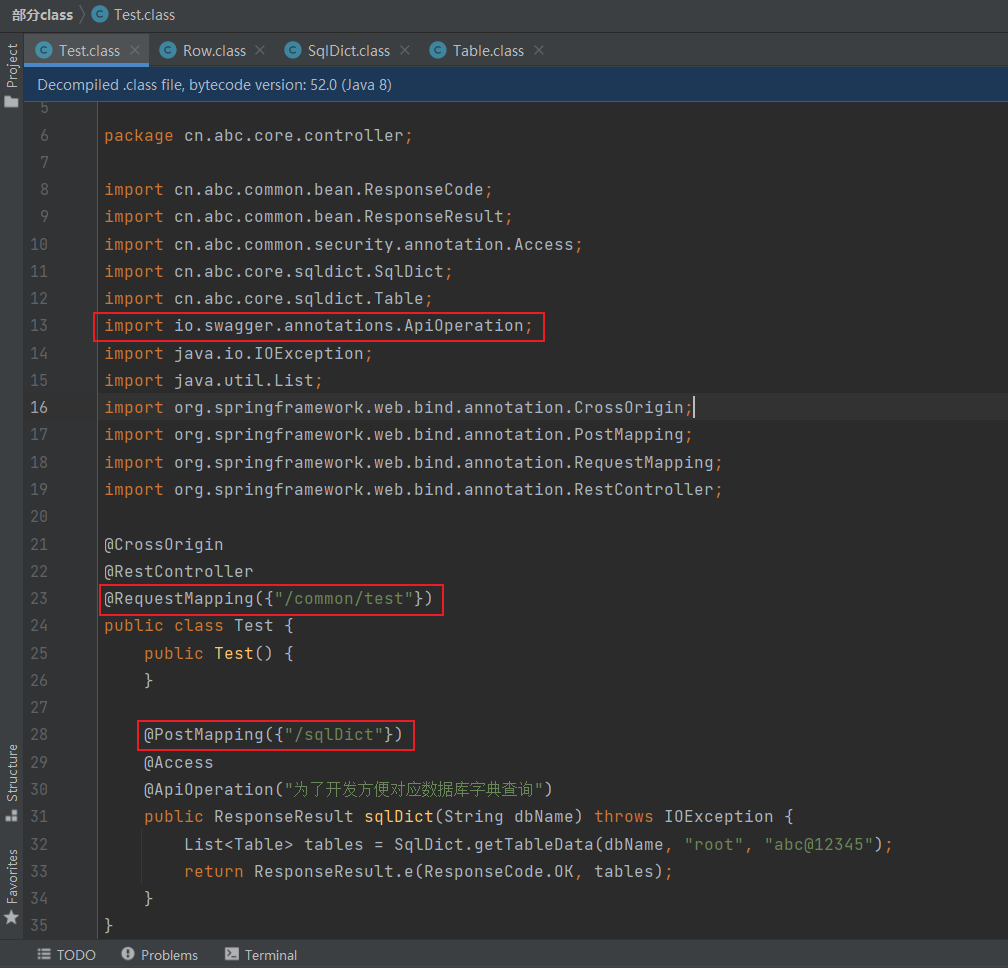 部分class Test.class
Test.class Row.class SqlDict.class Table.class
Project
Decompiled .class file, bytecode version: 52.0 (Java 8)
5
6 package cn.abc.core.controller;
7
8 import cn.abc.common.bean.ResponseCode;
9 import cn.abc.common.bean.ResponseResult;
10 import cn.abc.common.security.annotation.Access;
11 import cn.abc.core.sqldict.SqlDict;
12 import cn.abc.core.sqldict.Table;
13 import io.swagger.annotations.ApiOperation;
14 import java.io.IOException;
15 import java.util.List;
16 import org.springframework.web.bind.annotation.CrossOrigin;
17 import org.springframework.web.bind.annotation.PostMapping;
18 import org.springframework.web.bind.annotation.RequestMapping;
19 import org.springframework.web.bind.annotation.RestController;
20
21 @CrossOrigin
22 @RestController
23 @RequestMapping({"/common/test"})
24 public class Test {
25 public Test() {
26 }
27
28 @PostMapping({"/sqlDict"})
29 @Access
30 @ApiOperation("为了开发方便对应数据库字典查询")
31 public ResponseResult sqlDict(String dbName) throws IOException {
32 List<Table> tables = SqlDict.getTableData(dbName, "root", "abc@12345");
33 return ResponseResult.e(ResponseCode.OK, tables);
34 }
35 }
Structure
Favorites
TODO Problems Terminal